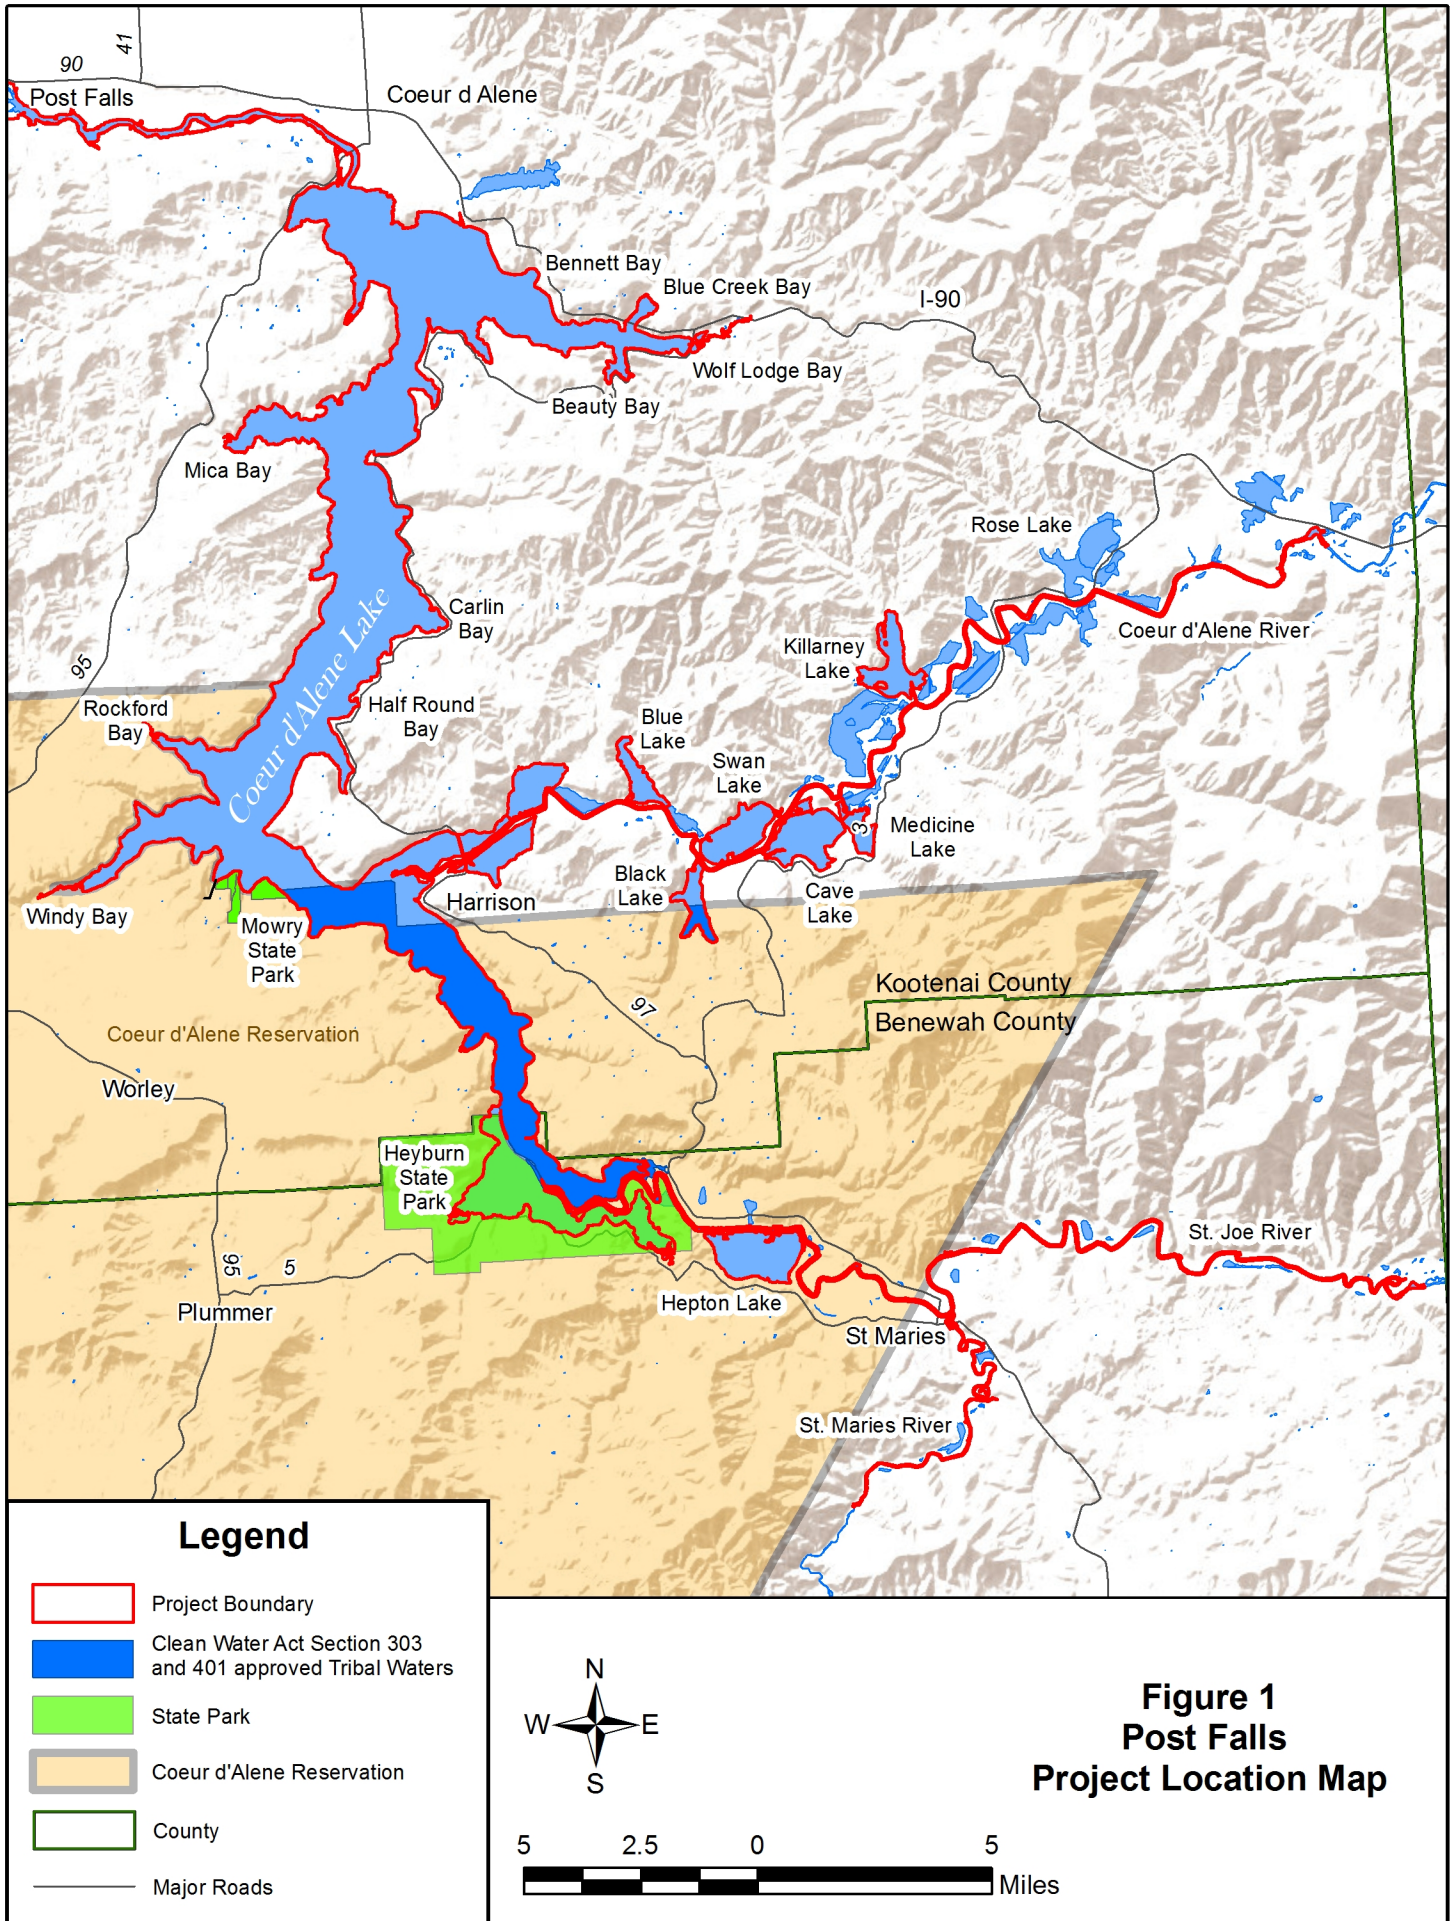 90
41
Post Falls
Coeur d Alene
Bennett Bay
Blue Creek Bay
I-90
Wolf Lodge Bay
Beauty Bay
Mica Bay
Rose Lake
Carlin
Bay
Coeur d'Alene River
Killarney
Lake
95
Coeur d'Alene Lake
Rockford
Bay
Half Round
Bay
Blue
Lake
Swan
Lake
3
Medicine
Lake
Black
Lake
Cave
Lake
Harrison
Windy Bay
Mowry
State
Park
Kootenai County
Benewah County
97
Coeur d'Alene Reservation
Worley
Heyburn
State
Park
St. Joe River
95
5
Plummer
Hepton Lake
St Maries
St. Maries River
Legend
Project Boundary
Clean Water Act Section 303
and 401 approved Tribal Waters
State Park
Coeur d'Alene Reservation
County
Major Roads
N
W
E
S
5
2.5
0
5
Miles
Figure 1
Post Falls
Project Location Map